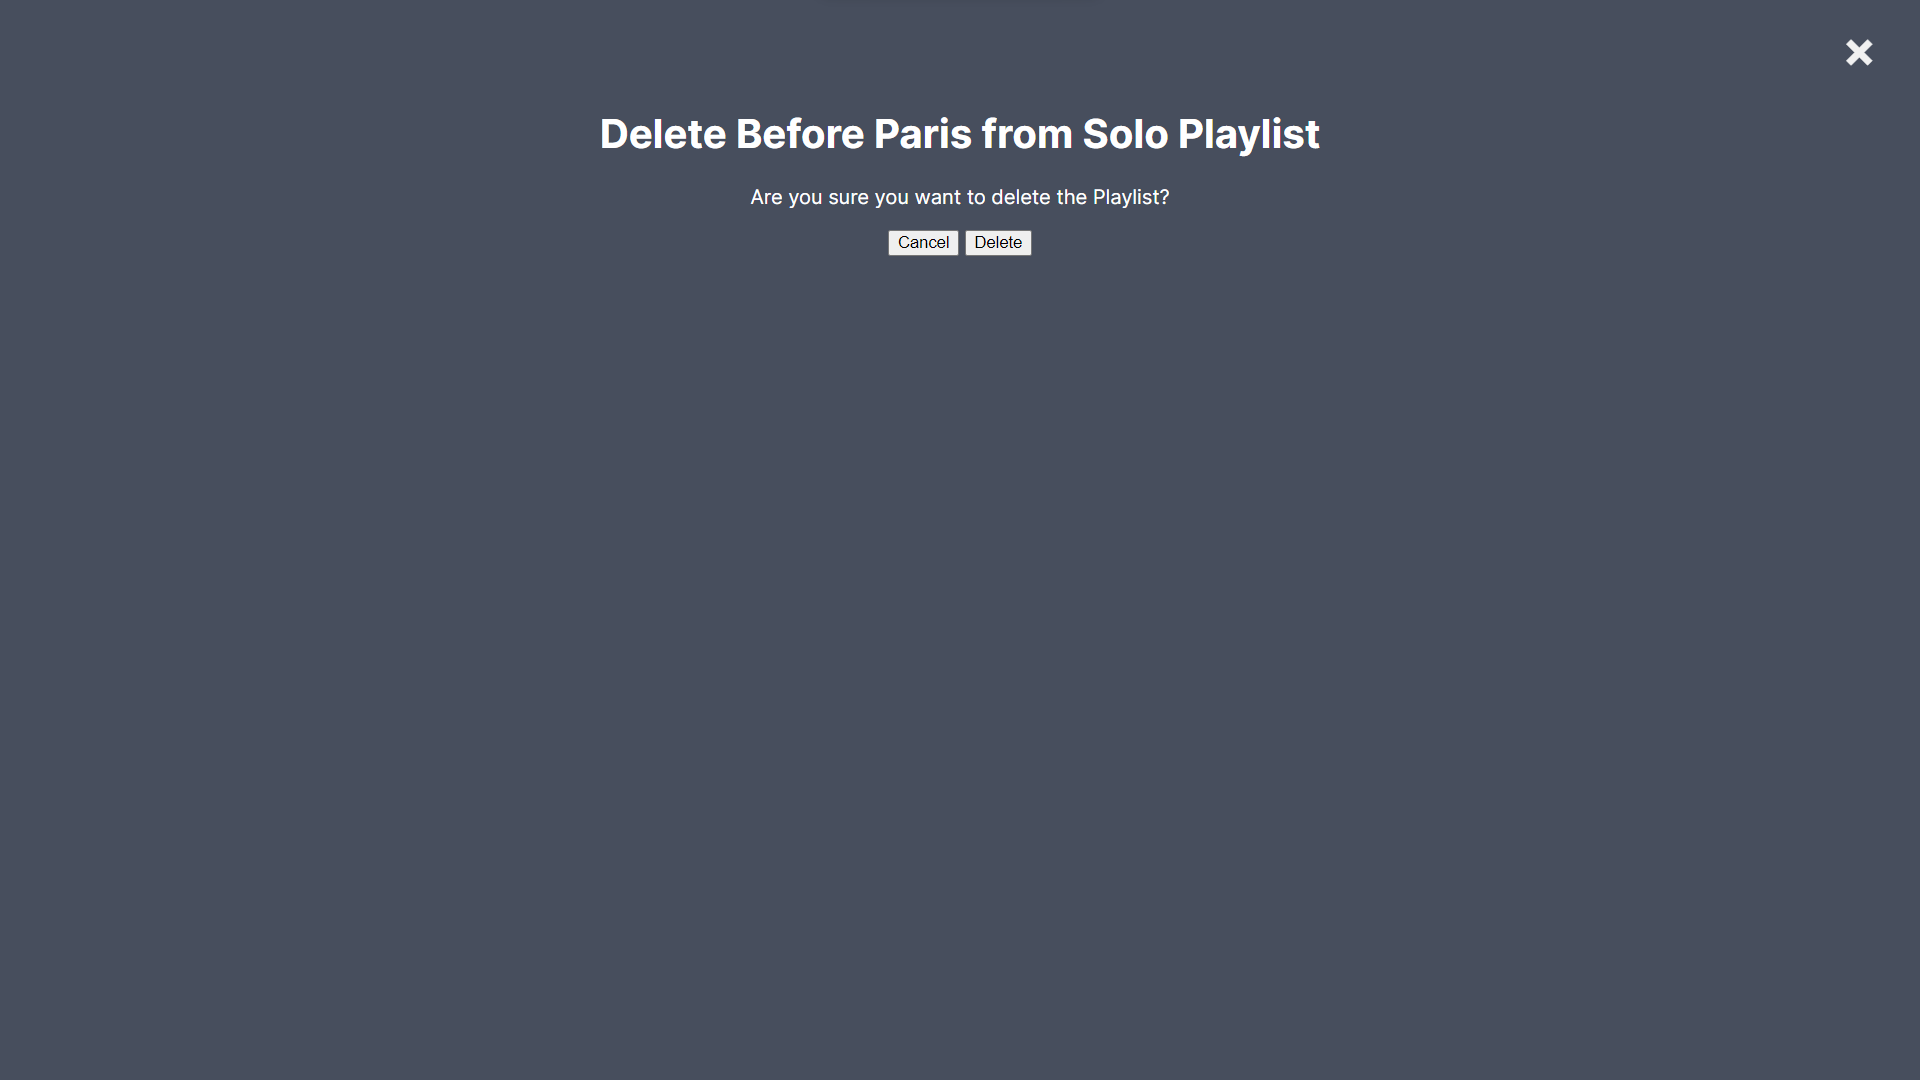 Delete Before Paris from Solo Playlist
Are you sure you want to delete the Playlist?
Cancel Delete